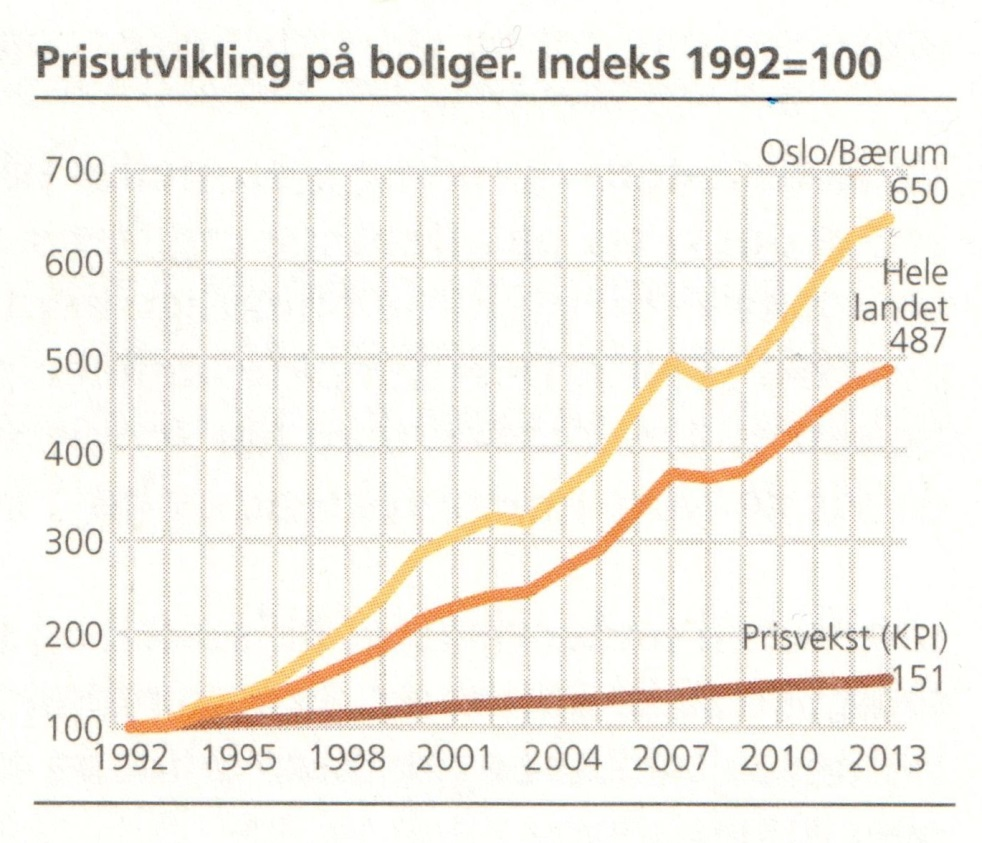 Prisutvikling på boliger. Indeks 1992=100
Oslo/Bærum
650
700
600
Hele
landet
487
500
400
300
200
Prisvekst (KPI)
151
100
1992 1995 1998 2001 2004 2007 2010 2013